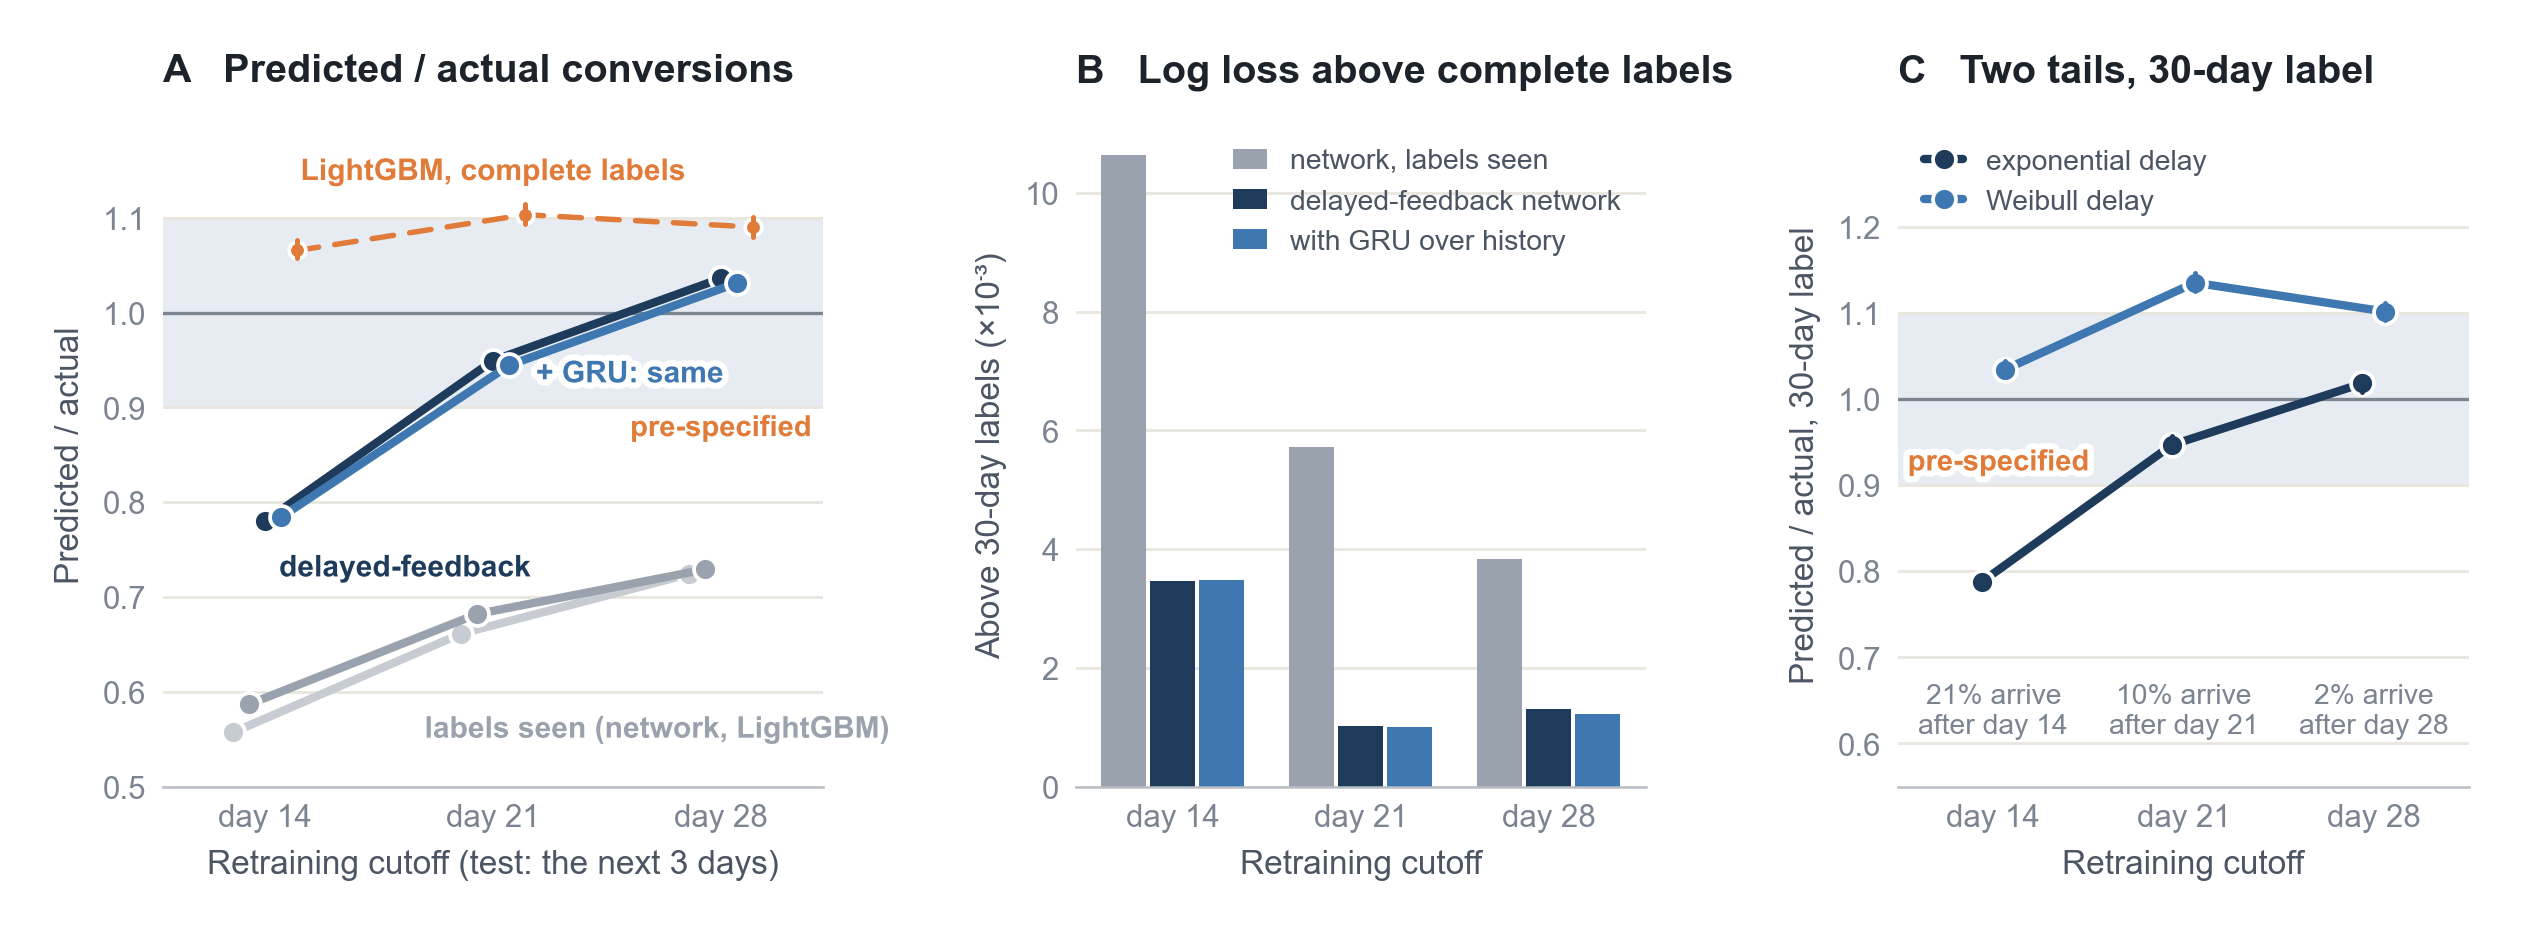 A Predicted / actual conversions
LightGBM, complete labels
1.1
1.0
0.9
0.8
0.7
0.6
0.5
Predicted / actual
+ GRU: same
pre-specified
delayed-feedback
labels seen (network, LightGBM)
day 14
day 21
day 28
Retraining cutoff (test: the next 3 days)
B Log loss above complete labels
network, labels seen
delayed-feedback network
with GRU over history
10
8
6
4
2
0
Above 30-day labels (×10⁻³)
day 14
day 21
day 28
Retraining cutoff
C Two tails, 30-day label
exponential delay
Weibull delay
1.2
1.1
1.0
0.9
0.8
0.7
0.6
Predicted / actual, 30-day label
pre-specified
21% arrive
after day 14
10% arrive
after day 21
2% arrive
after day 28
day 14
day 21
day 28
Retraining cutoff